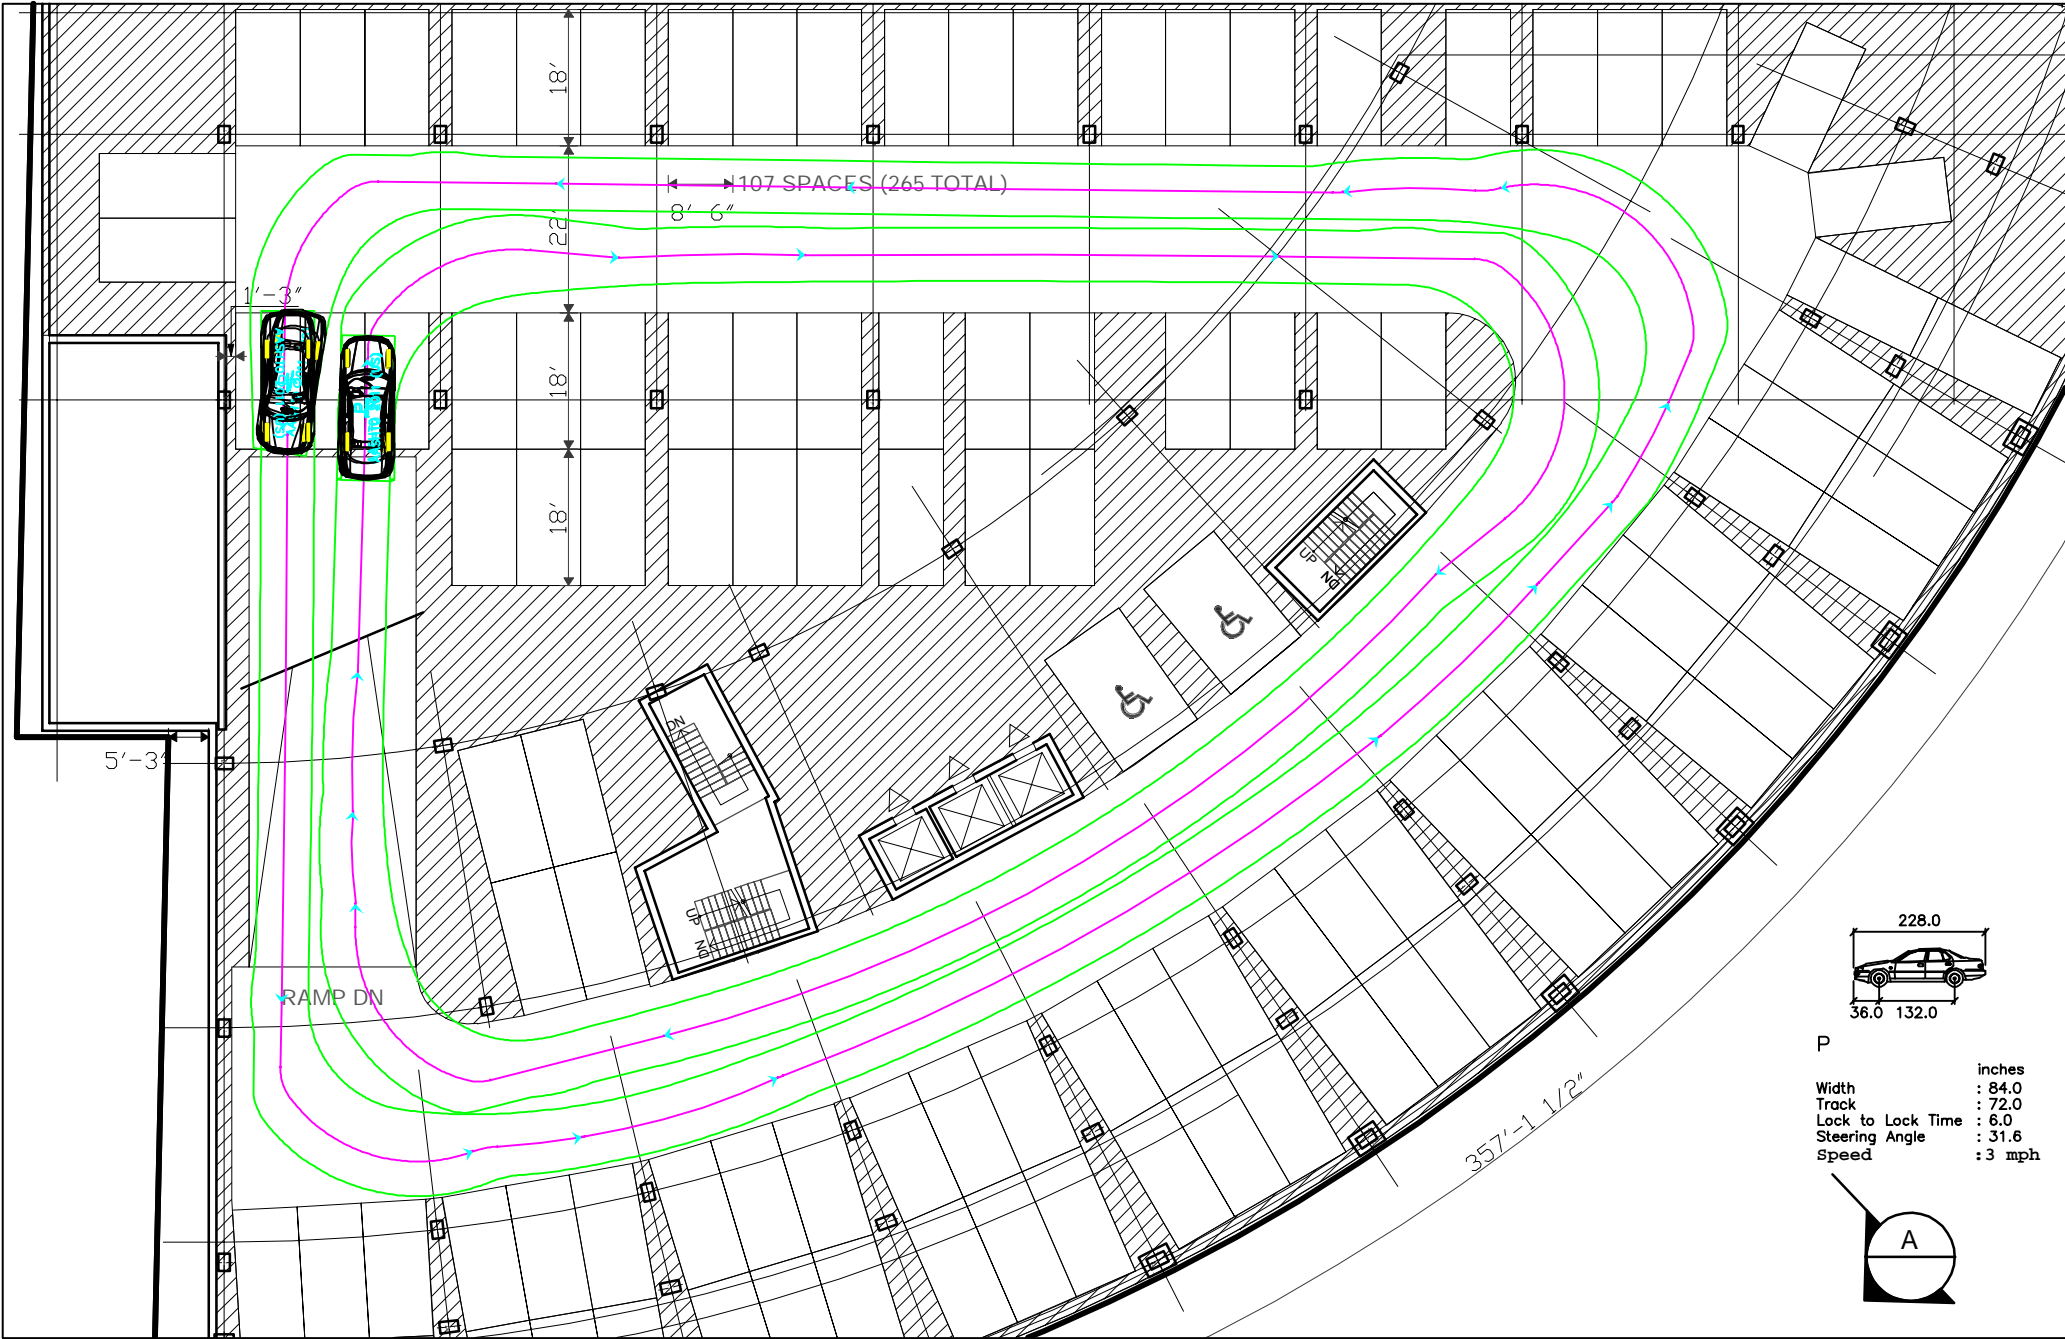 18'
107 SPACES (265 TOTAL)
8'-6"
22'
1'-3"
18'
18'
UP
DN
DN
5'-3"
UP
DN
RAMP DN
228.0
36.0 132.0
P
inches
Width : 84.0
Track : 72.0
Lock to Lock Time : 6.0
Steering Angle : 31.6
Speed : 3 mph
357'-1 1/2"
A